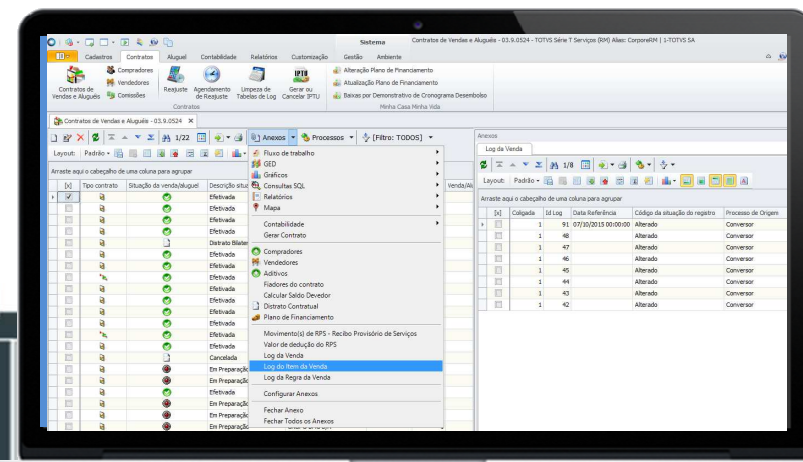 Sistema Contratos de Vendas e Aluguéis - 03.9.0524 - TOTVS Série T Serviços (RM) Alias: CorporeRM | 1-TOTVS SA
Cadastros Contratos Aluguel Contabilidade Relatórios Customização Gestão Ambiente
Contratos de Vendas e Aluguéis
Compradores
Vendedores
Comissões
Reajuste
Agendamento de Reajuste
Limpeza de Tabelas de Log
IPTU
Gerar ou Cancelar IPTU
Alteração Plano de Financiamento
Atualização Plano de Financiamento
Baixas por Demonstrativo de Cronograma Desembolso
Contratos
Minha Casa Minha Vida
Contratos de Vendas e Aluguéis - 03.9.0524
1/22 Anexos Processos [Filtro: TODOS]
Layout: Padrão
Arraste aqui o cabeçalho de uma coluna para agrupar
[x] Tipo contrato Situação da venda/aluguel Descrição situa
Efetivada
Efetivada
Efetivada
Efetivada
Distrato Bilater
Efetivada
Efetivada
Efetivada
Efetivada
Efetivada
Efetivada
Efetivada
Efetivada
Cancelada
Em Preparação
Em Preparação
Efetivada
Em Preparação
Em Preparação
Em Preparação
Fluxo de trabalho
GED
Gráficos
Consultas SQL
Relatórios
Mapa
Contabilidade
Gerar Contrato
Compradores
Vendedores
Aditivos
Fiadores do contrato
Calcular Saldo Devedor
Distrato Contratual
Plano de Financiamento
Movimento(s) de RPS - Recibo Provisório de Serviços
Valor de dedução do RPS
Log da Venda
Log do Item da Venda
Log da Regra da Venda
Configurar Anexos
Fechar Anexo
Fechar Todos os Anexos
Anexos
Log da Venda
1/8
Layout: Padrão
Arraste aqui o cabeçalho de uma coluna para agrupar
[x] Coligada Id Log Data Referência Código da situação do registro Processo de Origem
1 91 07/10/2015 00:00:00 Alterado Conversor
1 48 Alterado Conversor
1 47 Alterado Conversor
1 46 Alterado Conversor
1 45 Alterado Conversor
1 44 Alterado Conversor
1 43 Alterado Conversor
1 42 Alterado Conversor